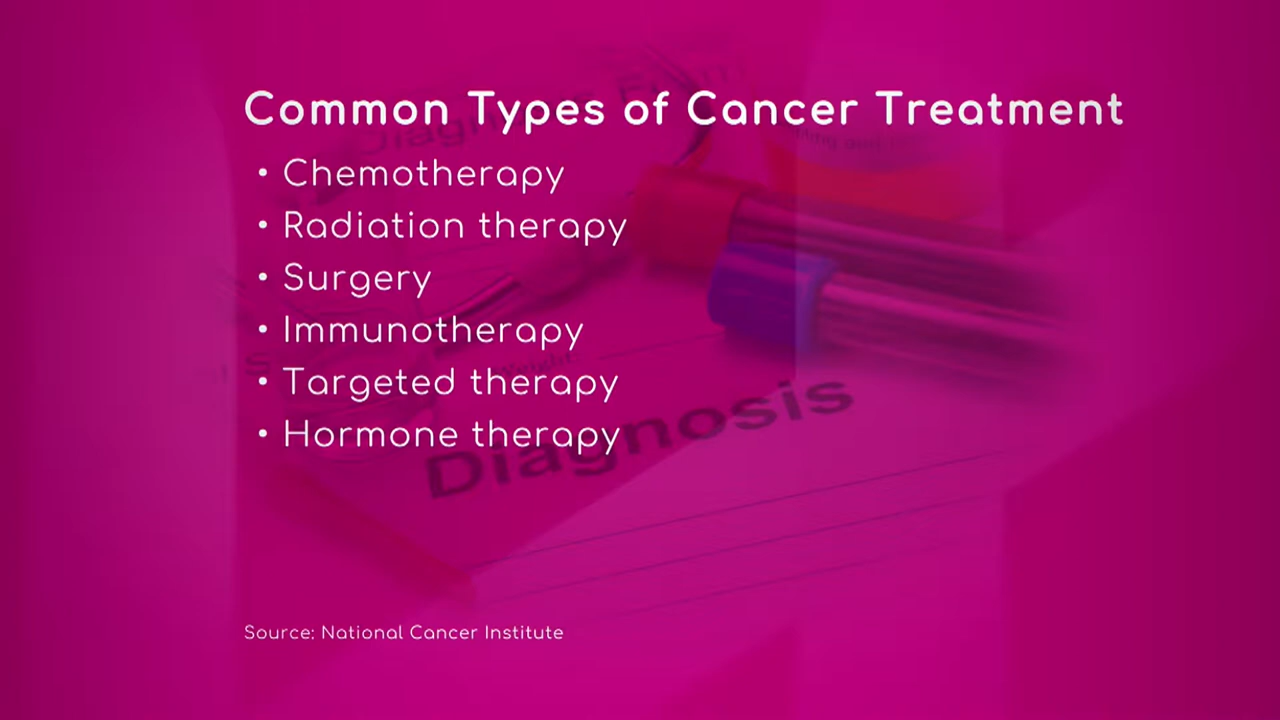 Common Types of Cancer Treatment
• Chemotherapy
• Radiation therapy
• Surgery
• Immunotherapy
• Targeted therapy
• Hormone therapy
Diagnosis
Source: National Cancer Institute